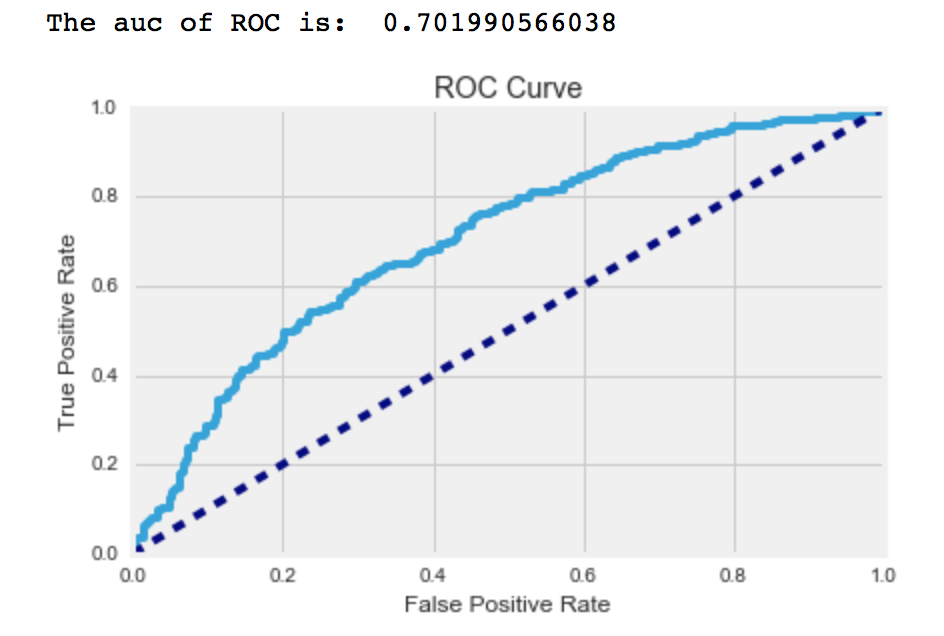 The auc of ROC is:  0.701990566038
ROC Curve
1.0
0.8
0.6
0.4
0.2
0.0
True Positive Rate
0.0 0.2 0.4 0.6 0.8 1.0
False Positive Rate